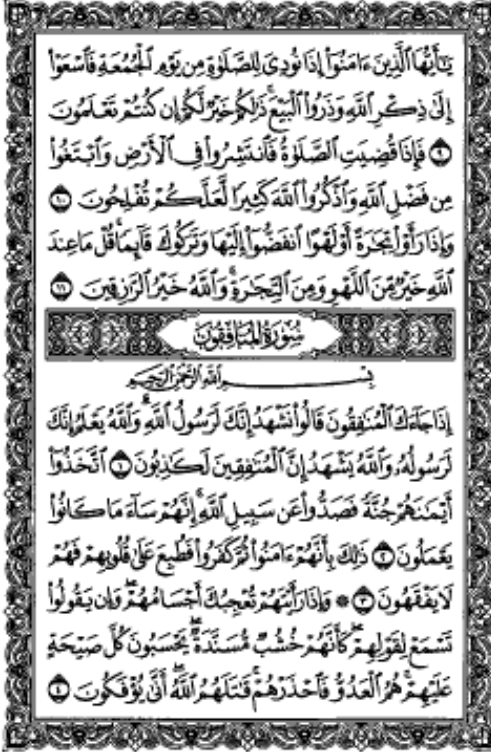 يَٰٓأَيُّهَا ٱلَّذِينَ ءَامَنُوٓاْ إِذَا نُودِيَ لِلصَّلَوٰةِ مِن يَوۡمِ ٱلۡجُمُعَةِ فَٱسۡعَوۡاْ
إِلَىٰ ذِكۡرِ ٱللَّهِ وَذَرُواْ ٱلۡبَيۡعَۚ ذَٰلِكُمۡ خَيۡرٞ لَّكُمۡ إِن كُنتُمۡ تَعۡلَمُونَ
٩ فَإِذَا قُضِيَتِ ٱلصَّلَوٰةُ فَٱنتَشِرُواْ فِي ٱلۡأَرۡضِ وَٱبۡتَغُواْ
مِن فَضۡلِ ٱللَّهِ وَٱذۡكُرُواْ ٱللَّهَ كَثِيرٗا لَّعَلَّكُمۡ تُفۡلِحُونَ ١٠
وَإِذَا رَأَوۡاْ تِجَٰرَةً أَوۡ لَهۡوًا ٱنفَضُّوٓاْ إِلَيۡهَا وَتَرَكُوكَ قَآئِمٗاۚ قُلۡ مَا عِندَ
ٱللَّهِ خَيۡرٞ مِّنَ ٱللَّهۡوِ وَمِنَ ٱلتِّجَٰرَةِۚ وَٱللَّهُ خَيۡرُ ٱلرَّٰزِقِينَ ١١
سُورَةُ المُنَافِقُونَ
بِسۡمِ ٱللَّهِ ٱلرَّحۡمَٰنِ ٱلرَّحِيمِ
إِذَا جَآءَكَ ٱلۡمُنَٰفِقُونَ قَالُواْ نَشۡهَدُ إِنَّكَ لَرَسُولُ ٱللَّهِۗ وَٱللَّهُ يَعۡلَمُ إِنَّكَ
لَرَسُولُهُۥ وَٱللَّهُ يَشۡهَدُ إِنَّ ٱلۡمُنَٰفِقِينَ لَكَٰذِبُونَ ١ ٱتَّخَذُوٓاْ
أَيۡمَٰنَهُمۡ جُنَّةٗ فَصَدُّواْ عَن سَبِيلِ ٱللَّهِۚ إِنَّهُمۡ سَآءَ مَا كَانُواْ
يَعۡمَلُونَ ٢ ذَٰلِكَ بِأَنَّهُمۡ ءَامَنُواْ ثُمَّ كَفَرُواْ فَطُبِعَ عَلَىٰ قُلُوبِهِمۡ فَهُمۡ
لَا يَفۡقَهُونَ ٣ ۞ وَإِذَا رَأَيۡتَهُمۡ تُعۡجِبُكَ أَجۡسَامُهُمۡۖ وَإِن يَقُولُواْ
تَسۡمَعۡ لِقَوۡلِهِمۡۖ كَأَنَّهُمۡ خُشُبٞ مُّسَنَّدَةٞۖ يَحۡسَبُونَ كُلَّ صَيۡحَةٍ
عَلَيۡهِمۡۚ هُمُ ٱلۡعَدُوُّ فَٱحۡذَرۡهُمۡۚ قَٰتَلَهُمُ ٱللَّهُۖ أَنَّىٰ يُؤۡفَكُونَ ٤